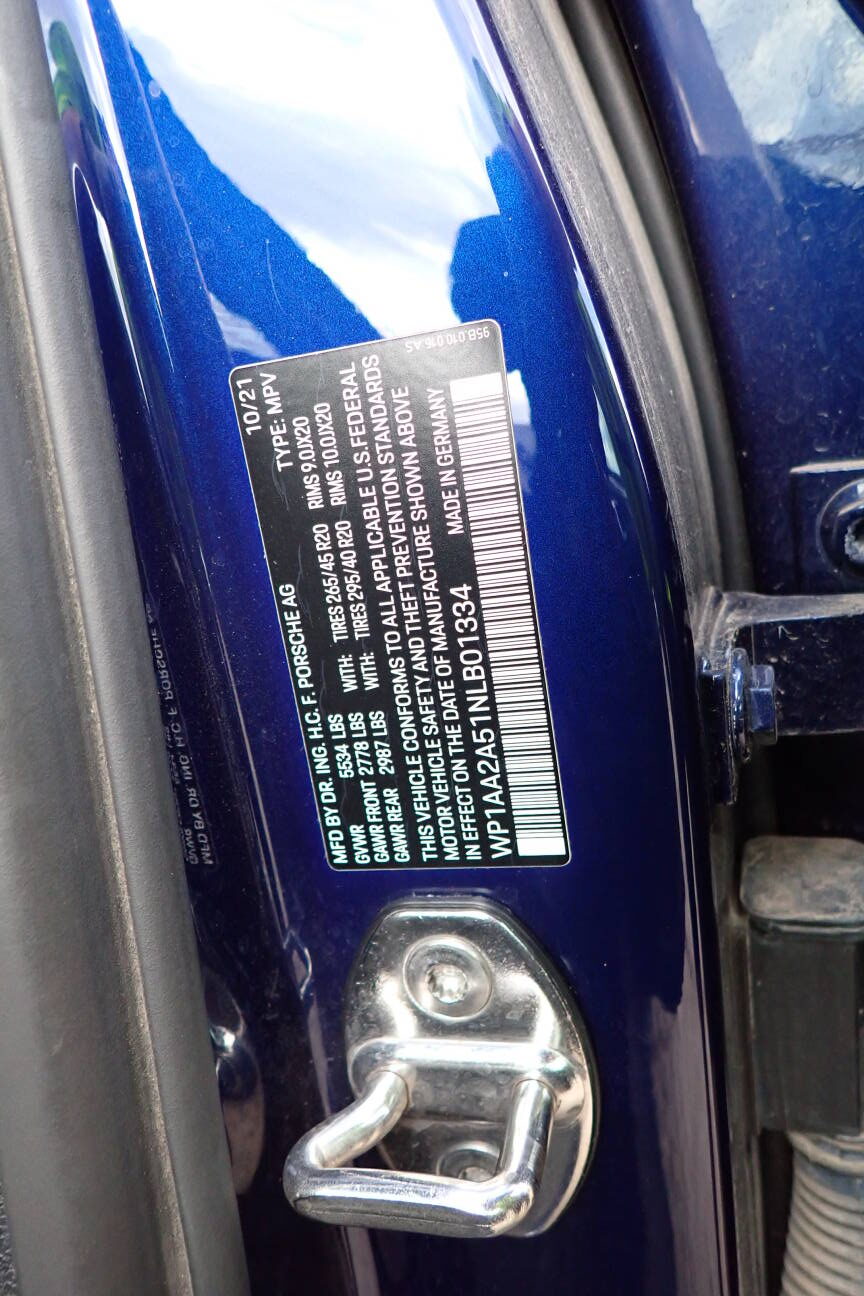 10/21
MFD BY DR. ING. H.C. F. PORSCHE AG TYPE: MPV
GVWR 5534 LBS
GAWR FRONT 2778 LBS WITH: TIRES 265/45 R20 RIMS 9.0JX20
GAWR REAR 2987 LBS WITH: TIRES 295/40 R20 RIMS 10.0JX20
THIS VEHICLE CONFORMS TO ALL APPLICABLE U.S. FEDERAL
MOTOR VEHICLE SAFETY AND THEFT PREVENTION STANDARDS
IN EFFECT ON THE DATE OF MANUFACTURE SHOWN ABOVE
WP1AA2A51NLB01334 MADE IN GERMANY
95B.010.016.AS